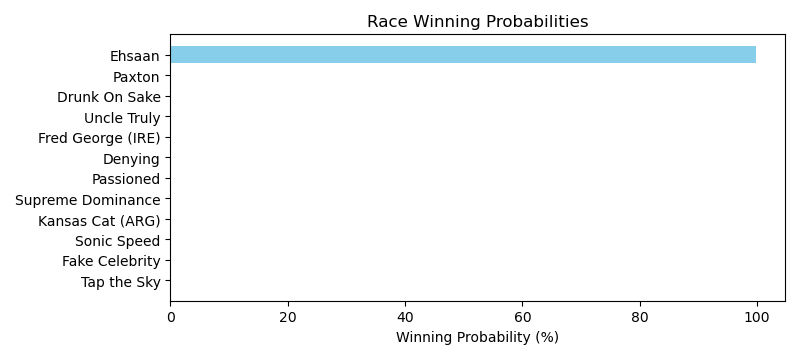 Race Winning Probabilities
Ehsaan
Paxton
Drunk On Sake
Uncle Truly
Fred George (IRE)
Denying
Passioned
Supreme Dominance
Kansas Cat (ARG)
Sonic Speed
Fake Celebrity
Tap the Sky
0 20 40 60 80 100
Winning Probability (%)